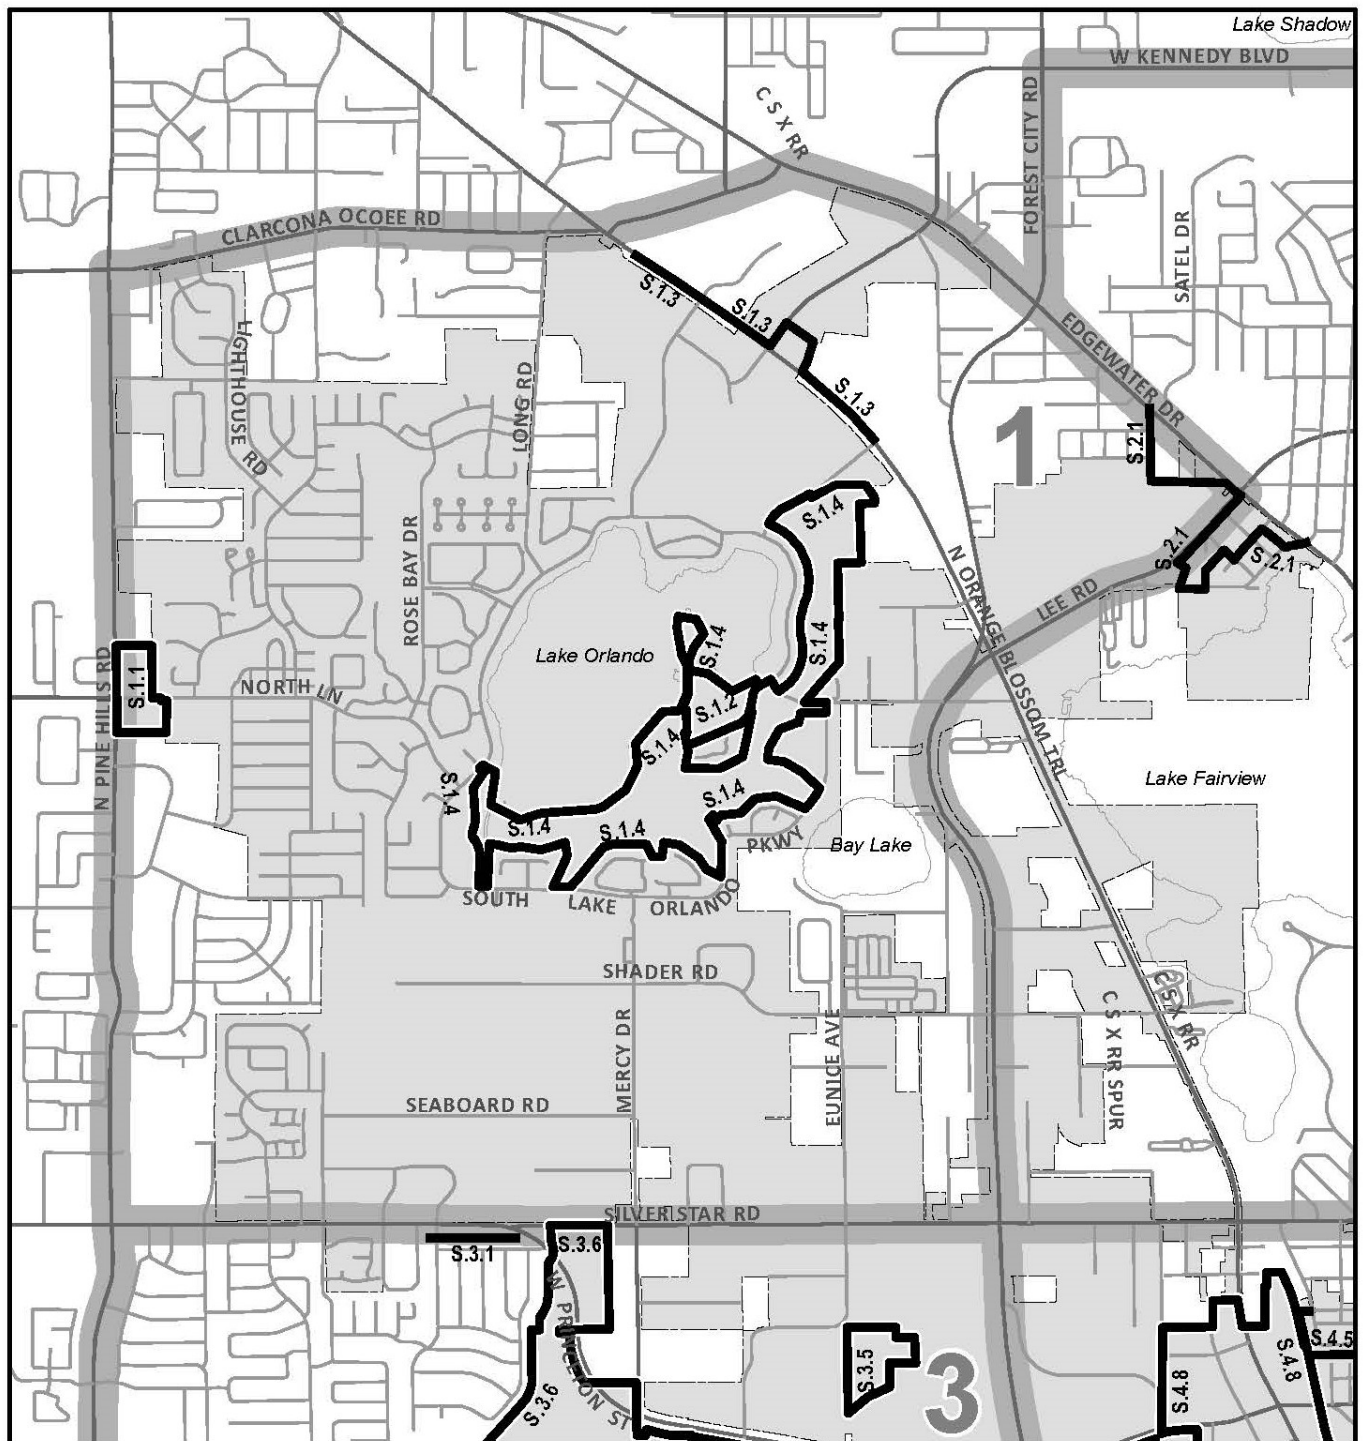 Lake Shadow
W KENNEDY BLVD
C S X RR
FOREST CITY RD
CLARCONA OCOEE RD
SATEL DR
S.1.3
S.1.3
EDGEWATER DR
LIGHTHOUSE RD
LONG RD
S.1.3
1
S.2.1
S.1.4
ROSE BAY DR
N ORANGE BLOSSOM TRL
S.2.1
S.2.1
LEE RD
S.1.4
S.1.4
Lake Orlando
N PINE HILLS RD
S.1.1
NORTH LN
S.1.2
S.1.4
Lake Fairview
S.1.4
S.1.4
S.1.4
S.1.4
PKWY
Bay Lake
SOUTH
LAKE
ORLANDO
SHADER RD
C S X RR
C S X RR SPUR
MERCY DR
EUNICE AVE
SEABOARD RD
SILVER STAR RD
S.3.1
S.3.6
W PRINCETON ST
S.3.5
3
S.3.6
S.4.8
S.4.8
S.4.5